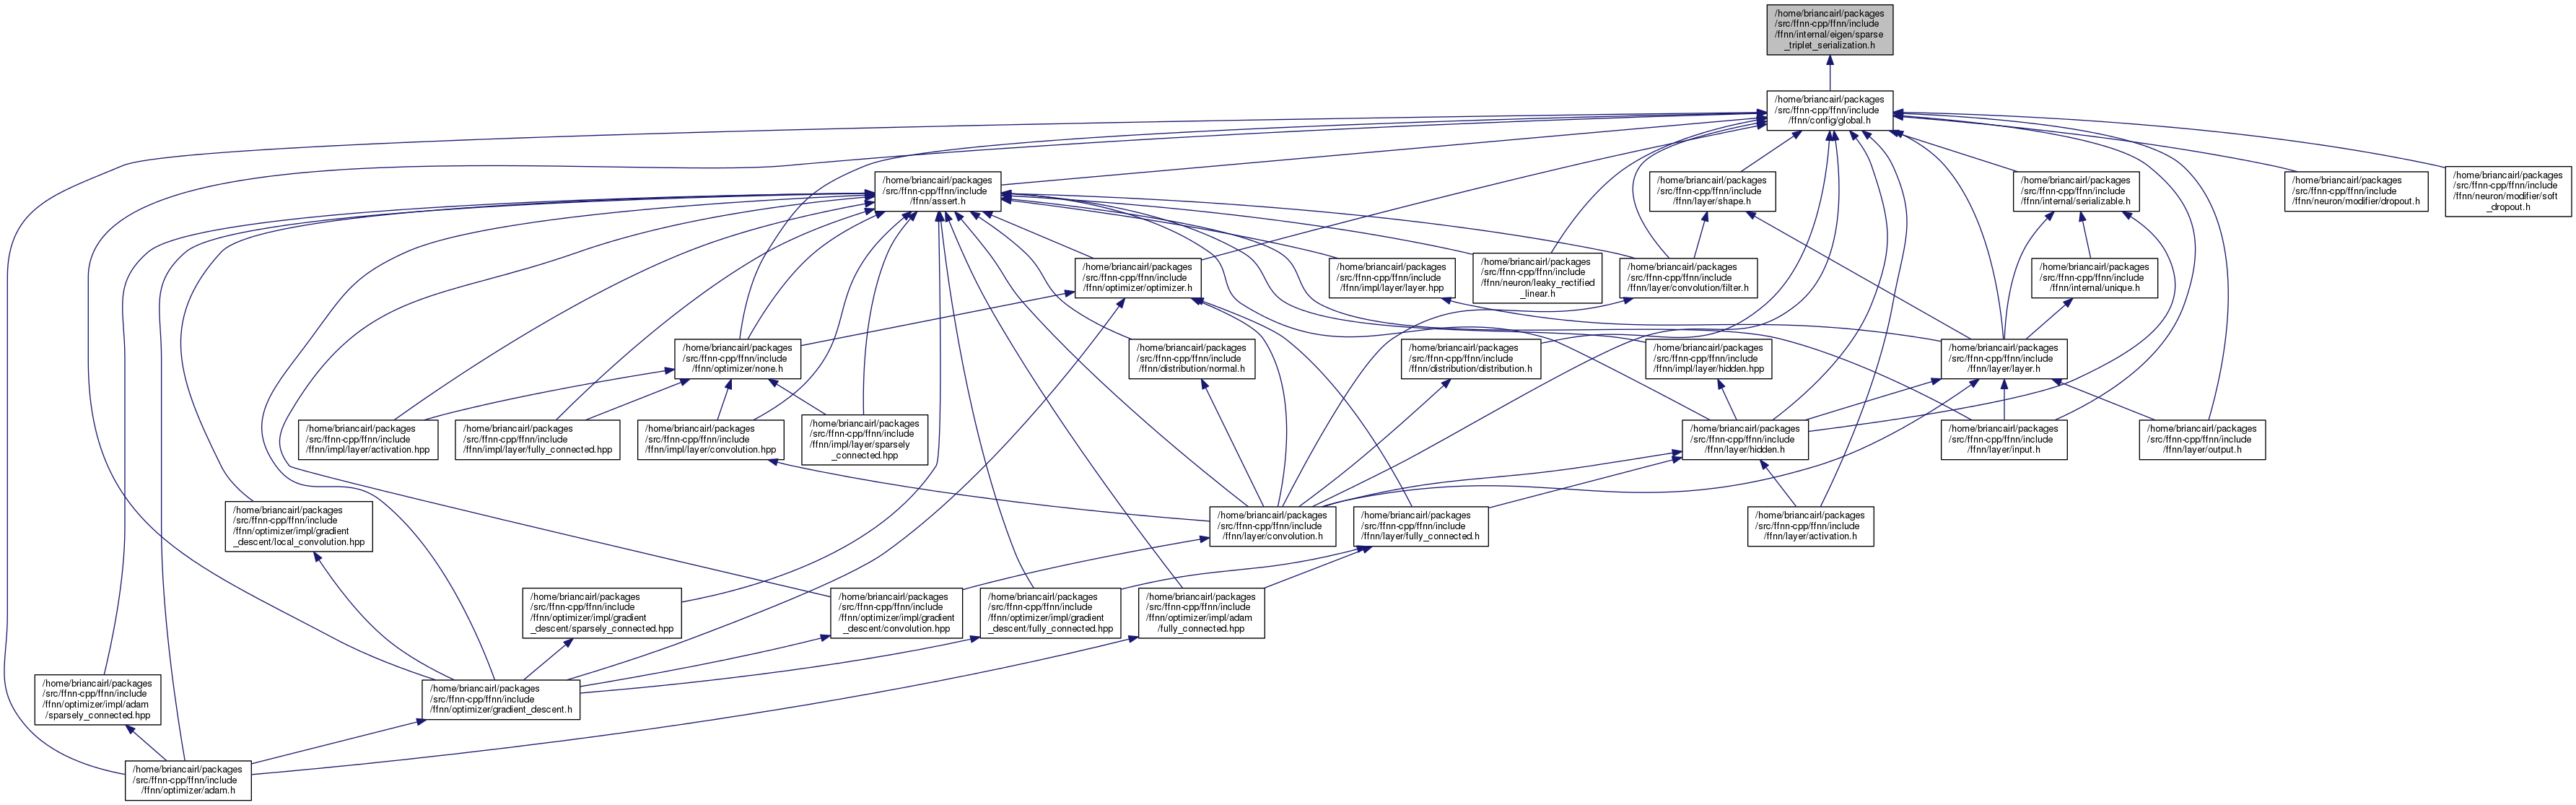 /home/briancairl/packages
/src/ffnn-cpp/ffnn/include
/ffnn/internal/eigen/sparse
_triplet_serialization.h
/home/briancairl/packages
/src/ffnn-cpp/ffnn/include
/ffnn/config/global.h
/home/briancairl/packages
/src/ffnn-cpp/ffnn/include
/ffnn/assert.h
/home/briancairl/packages
/src/ffnn-cpp/ffnn/include
/ffnn/layer/shape.h
/home/briancairl/packages
/src/ffnn-cpp/ffnn/include
/ffnn/internal/serializable.h
/home/briancairl/packages
/src/ffnn-cpp/ffnn/include
/ffnn/neuron/modifier/dropout.h
/home/briancairl/packages
/src/ffnn-cpp/ffnn/include
/ffnn/neuron/modifier/soft
_dropout.h
/home/briancairl/packages
/src/ffnn-cpp/ffnn/include
/ffnn/optimizer/optimizer.h
/home/briancairl/packages
/src/ffnn-cpp/ffnn/include
/ffnn/impl/layer/layer.hpp
/home/briancairl/packages
/src/ffnn-cpp/ffnn/include
/ffnn/neuron/leaky_rectified
_linear.h
/home/briancairl/packages
/src/ffnn-cpp/ffnn/include
/ffnn/layer/convolution/filter.h
/home/briancairl/packages
/src/ffnn-cpp/ffnn/include
/ffnn/internal/unique.h
/home/briancairl/packages
/src/ffnn-cpp/ffnn/include
/ffnn/optimizer/none.h
/home/briancairl/packages
/src/ffnn-cpp/ffnn/include
/ffnn/distribution/normal.h
/home/briancairl/packages
/src/ffnn-cpp/ffnn/include
/ffnn/distribution/distribution.h
/home/briancairl/packages
/src/ffnn-cpp/ffnn/include
/ffnn/impl/layer/hidden.hpp
/home/briancairl/packages
/src/ffnn-cpp/ffnn/include
/ffnn/layer/layer.h
/home/briancairl/packages
/src/ffnn-cpp/ffnn/include
/ffnn/impl/layer/activation.hpp
/home/briancairl/packages
/src/ffnn-cpp/ffnn/include
/ffnn/impl/layer/fully_connected.hpp
/home/briancairl/packages
/src/ffnn-cpp/ffnn/include
/ffnn/impl/layer/convolution.hpp
/home/briancairl/packages
/src/ffnn-cpp/ffnn/include
/ffnn/impl/layer/sparsely
_connected.hpp
/home/briancairl/packages
/src/ffnn-cpp/ffnn/include
/ffnn/layer/hidden.h
/home/briancairl/packages
/src/ffnn-cpp/ffnn/include
/ffnn/layer/input.h
/home/briancairl/packages
/src/ffnn-cpp/ffnn/include
/ffnn/layer/output.h
/home/briancairl/packages
/src/ffnn-cpp/ffnn/include
/ffnn/optimizer/impl/gradient
_descent/local_convolution.hpp
/home/briancairl/packages
/src/ffnn-cpp/ffnn/include
/ffnn/layer/convolution.h
/home/briancairl/packages
/src/ffnn-cpp/ffnn/include
/ffnn/layer/fully_connected.h
/home/briancairl/packages
/src/ffnn-cpp/ffnn/include
/ffnn/layer/activation.h
/home/briancairl/packages
/src/ffnn-cpp/ffnn/include
/ffnn/optimizer/impl/gradient
_descent/sparsely_connected.hpp
/home/briancairl/packages
/src/ffnn-cpp/ffnn/include
/ffnn/optimizer/impl/gradient
_descent/convolution.hpp
/home/briancairl/packages
/src/ffnn-cpp/ffnn/include
/ffnn/optimizer/impl/gradient
_descent/fully_connected.hpp
/home/briancairl/packages
/src/ffnn-cpp/ffnn/include
/ffnn/optimizer/impl/adam
/fully_connected.hpp
/home/briancairl/packages
/src/ffnn-cpp/ffnn/include
/ffnn/optimizer/impl/adam
/sparsely_connected.hpp
/home/briancairl/packages
/src/ffnn-cpp/ffnn/include
/ffnn/optimizer/gradient_descent.h
/home/briancairl/packages
/src/ffnn-cpp/ffnn/include
/ffnn/optimizer/adam.h